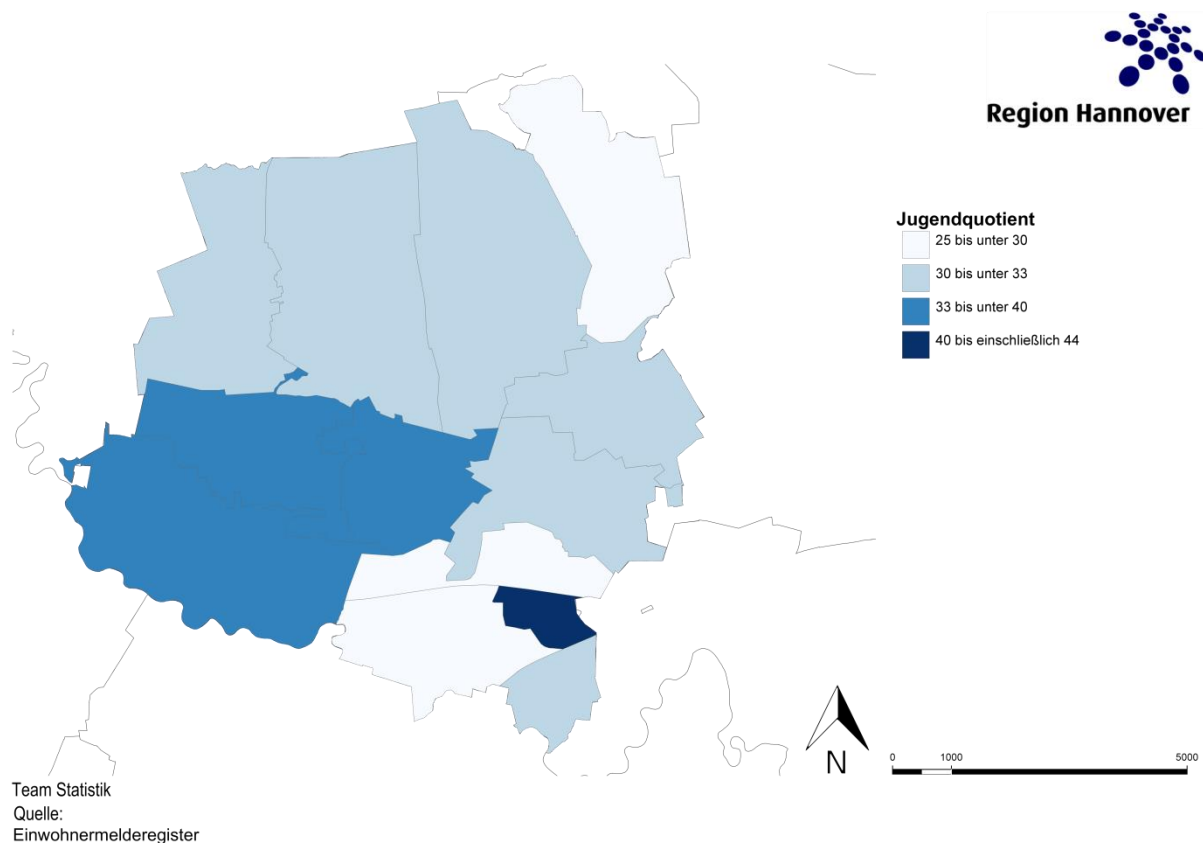 Region Hannover
Jugendquotient
25 bis unter 30
30 bis unter 33
33 bis unter 40
40 bis einschließlich 44
N
0 1000 5000
Team Statistik
Quelle:
Einwohnermelderegister